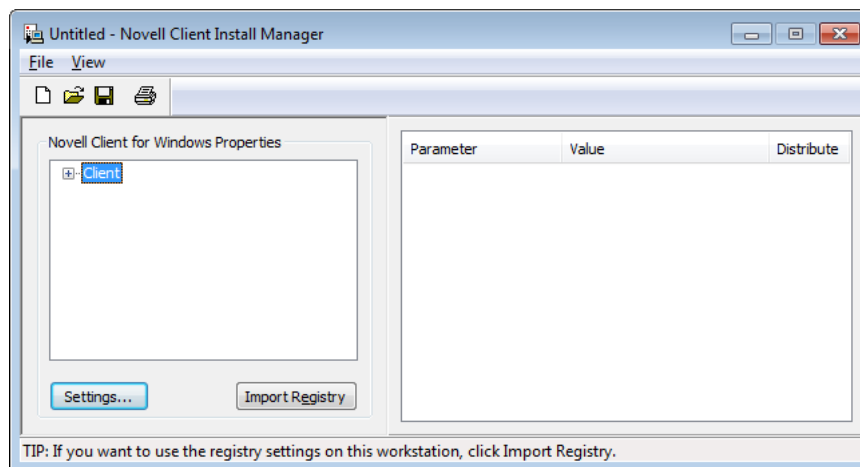 Untitled - Novell Client Install Manager
File View
Novell Client for Windows Properties
Client
Parameter Value Distribute
Settings... Import Registry
TIP: If you want to use the registry settings on this workstation, click Import Registry.